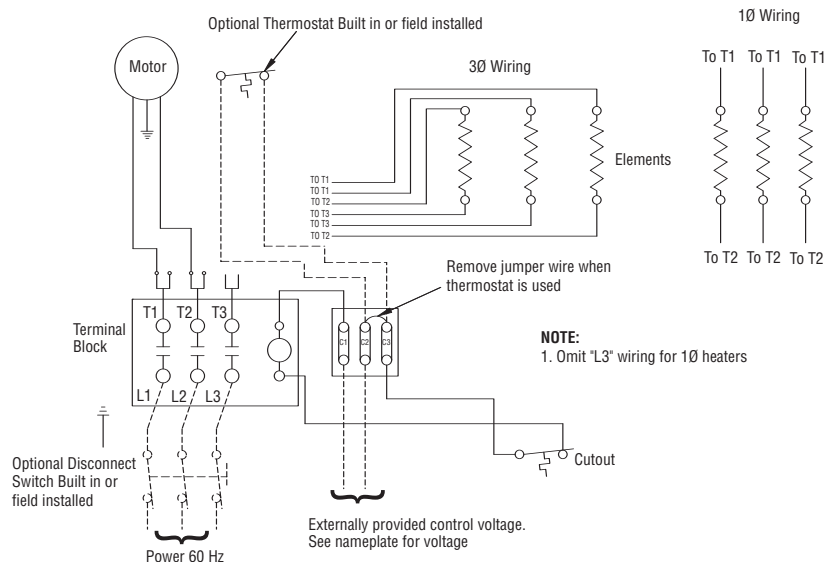 Optional Thermostat Built in or field installed
1Ø Wiring
Motor
3Ø Wiring
To T1 To T1 To T1
Elements
TO T1
TO T1
TO T2
TO T3
TO T3
TO T2
To T2 To T2 To T2
Remove jumper wire when
thermostat is used
Terminal
Block
T1 T2 T3
C1 C2 C3
L1 L2 L3
NOTE:
1. Omit "L3" wiring for 1Ø heaters
Optional Disconnect
Switch Built in or
field installed
Cutout
Externally provided control voltage.
See nameplate for voltage
Power 60 Hz